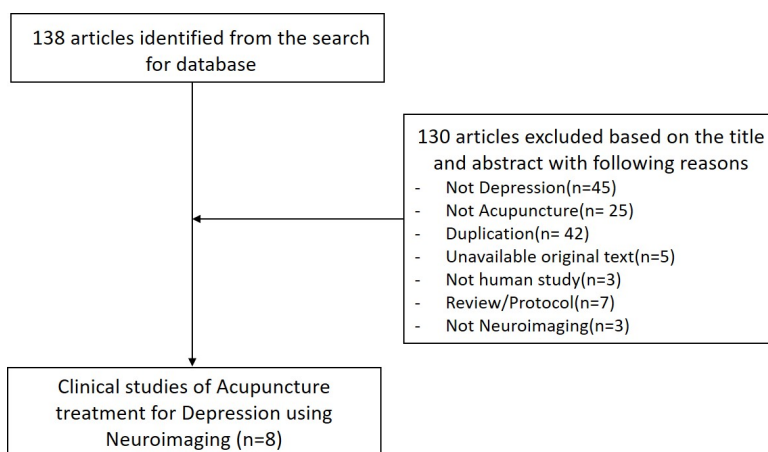 138 articles identified from the search
for database
130 articles excluded based on the title
and abstract with following reasons
- Not Depression(n=45)
- Not Acupuncture(n= 25)
- Duplication(n= 42)
- Unavailable original text(n=5)
- Not human study(n=3)
- Review/Protocol(n=7)
- Not Neuroimaging(n=3)
Clinical studies of Acupuncture
treatment for Depression using
Neuroimaging (n=8)